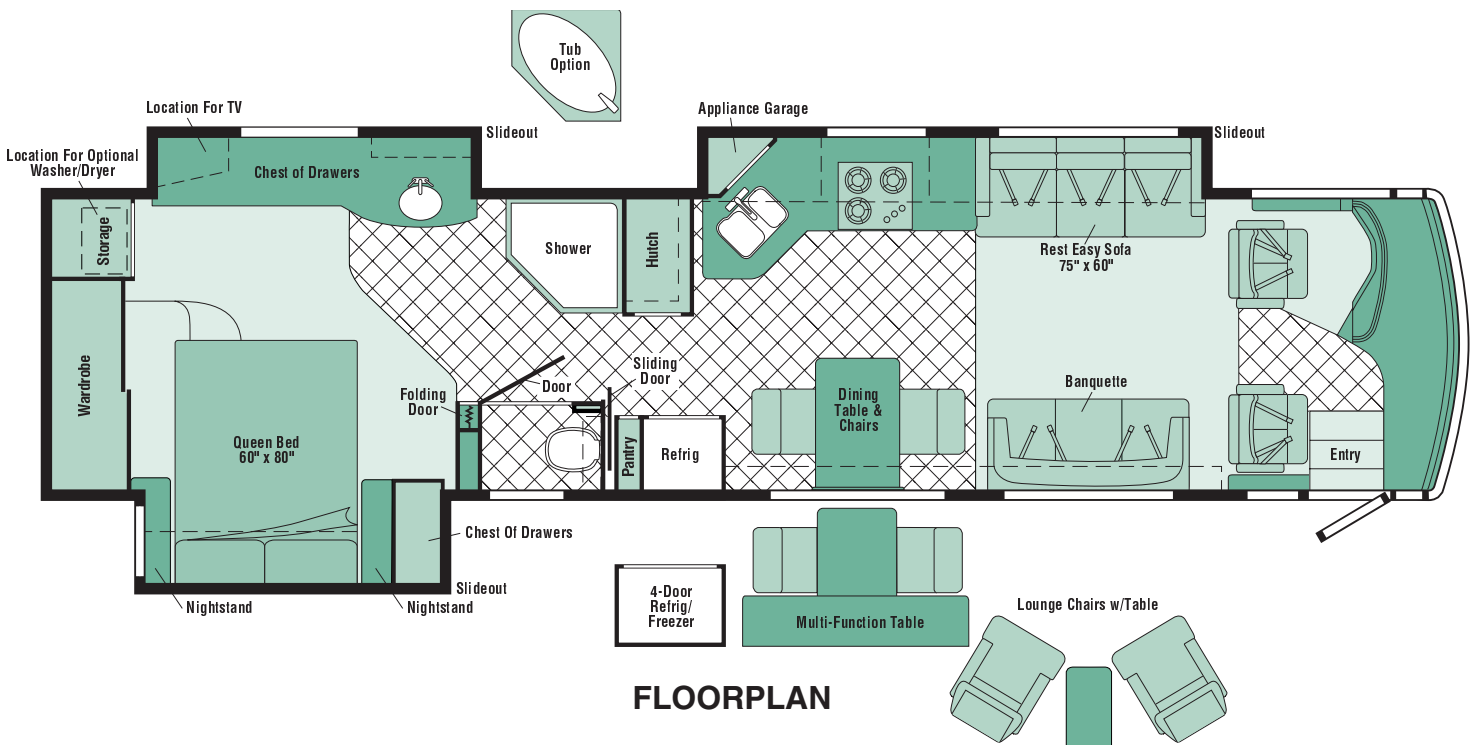 Tub
Option
Location For TV
Appliance Garage
Slideout
Slideout
Location For Optional
Washer/Dryer
Chest of Drawers
Storage
Shower
Hutch
Rest Easy Sofa
75" x 60"
Wardrobe
Sliding
Door
Door
Folding
Door
Dining
Table &
Chairs
Banquette
Queen Bed
60" x 80"
Pantry
Refrig
Entry
Chest Of Drawers
Slideout
Nightstand
Nightstand
4-Door
Refrig/
Freezer
Multi-Function Table
Lounge Chairs w/Table
FLOORPLAN